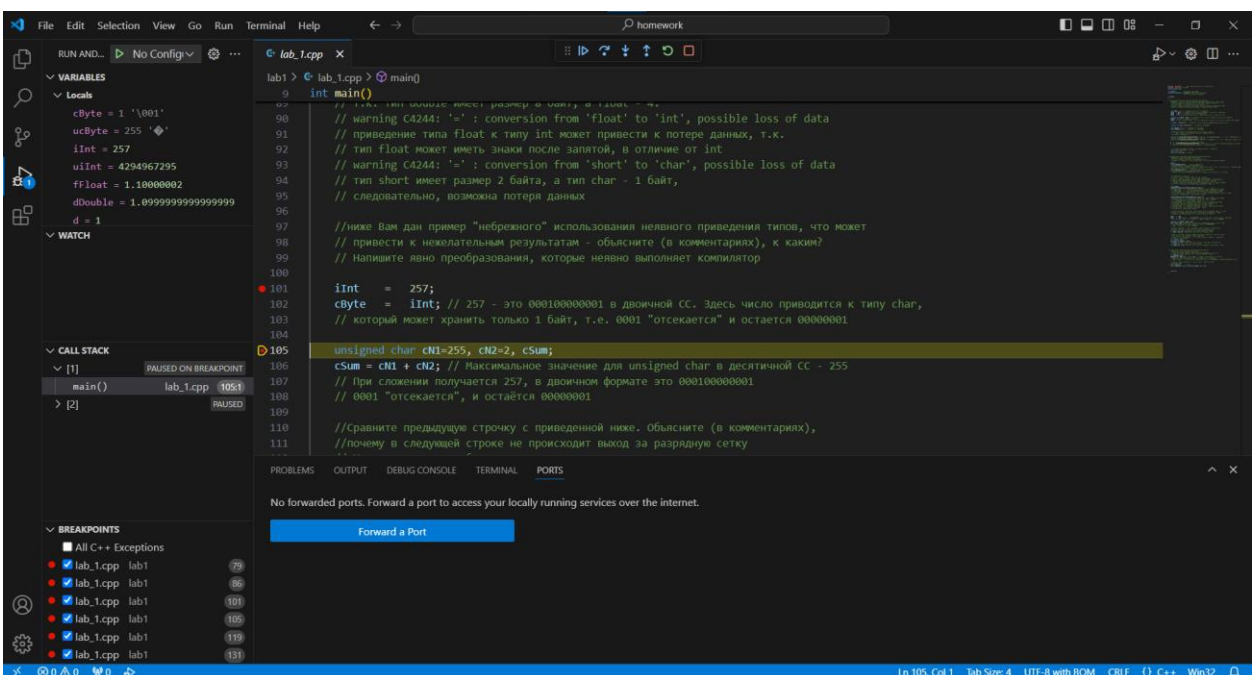 File Edit Selection View Go Run Terminal Help
homework
RUN AND... No Config
lab_1.cpp
VARIABLES
Locals
cByte = 1 '\001'
ucByte = 255 '�'
iInt = 257
uiInt = 4294967295
fFloat = 1.10000002
dDouble = 1.0999999999999999
d = 1
WATCH
CALL STACK
[1] PAUSED ON BREAKPOINT
main() lab_1.cpp 105:1
[2] PAUSED
BREAKPOINTS
All C++ Exceptions
lab_1.cpp lab1 79
lab_1.cpp lab1 86
lab_1.cpp lab1 101
lab_1.cpp lab1 105
lab_1.cpp lab1 119
lab_1.cpp lab1 131
lab1 > lab_1.cpp > main()
9 int main()
89 // т.к. тип double имеет размер 8 байт, а float - 4.
90 // warning C4244: '=' : conversion from 'float' to 'int', possible loss of data
91 // приведение типа float к типу int может привести к потере данных, т.к.
92 // тип float может иметь знаки после запятой, в отличие от int
93 // warning C4244: '=' : conversion from 'short' to 'char', possible loss of data
94 // тип short имеет размер 2 байта, а тип char - 1 байт,
95 // следовательно, возможна потеря данных
96
97 //ниже Вам дан пример "небрежного" использования неявного приведения типов, что может
98 // привести к нежелательным результатам - объясните (в комментариях), к каким?
99 // Напишите явно преобразования, которые неявно выполняет компилятор
100
101 iInt = 257;
102 cByte = iInt; // 257 - это 000100000001 в двоичной СС. Здесь число приводится к типу char,
103 // который может хранить только 1 байт, т.е. 0001 "отсекается" и остается 00000001
104
105 unsigned char cN1=255, cN2=2, cSum;
106 cSum = cN1 + cN2; // Максимальное значение для unsigned char в десятичной СС - 255
107 // При сложении получается 257, в двоичном формате это 000100000001
108 // 0001 "отсекается", и остаётся 00000001
109
110 //Сравните предыдущую строчку с приведенной ниже. Объясните (в комментариях),
111 //почему в следующей строке не происходит выход за разрядную сетку
PROBLEMS OUTPUT DEBUG CONSOLE TERMINAL PORTS
No forwarded ports. Forward a port to access your locally running services over the internet.
Forward a Port
0 0 0 Ln 105, Col 1 Tab Size: 4 UTF-8 with BOM CRLF {} C++ Win32